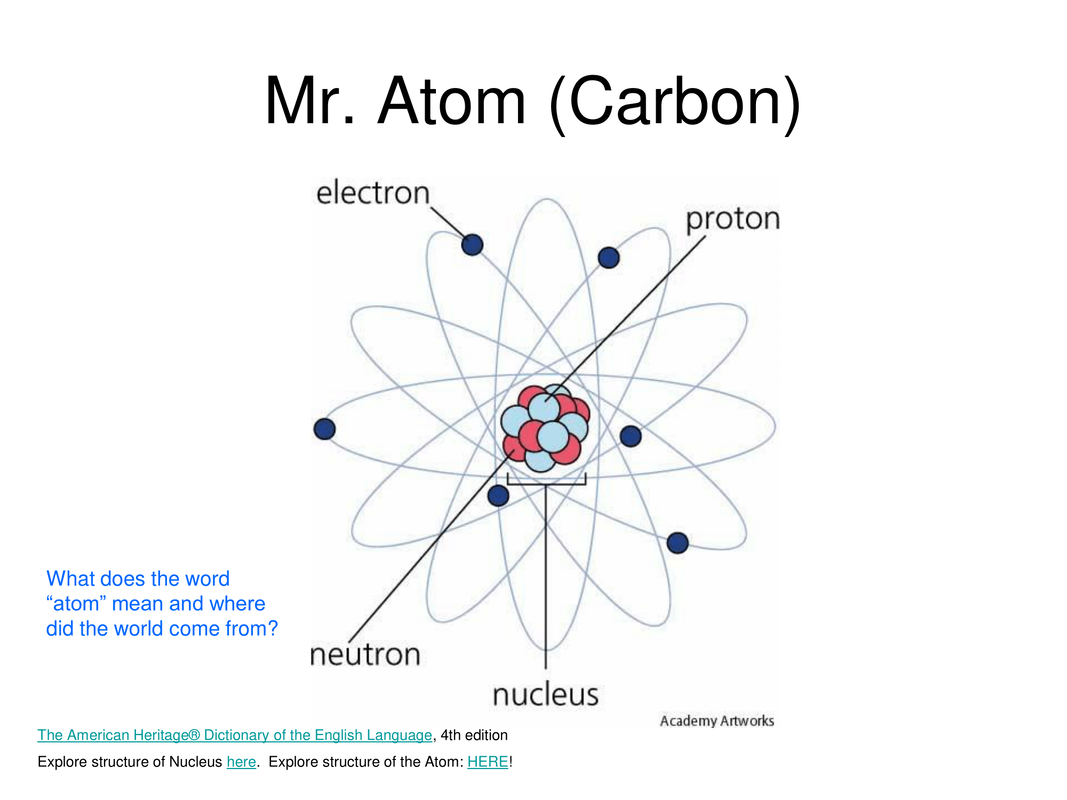 Mr. Atom (Carbon)
electron
proton
What does the word
“atom” mean and where
did the world come from?
neutron
nucleus
Academy Artworks
The American Heritage® Dictionary of the English Language, 4th edition
Explore structure of Nucleus here.  Explore structure of the Atom: HERE!